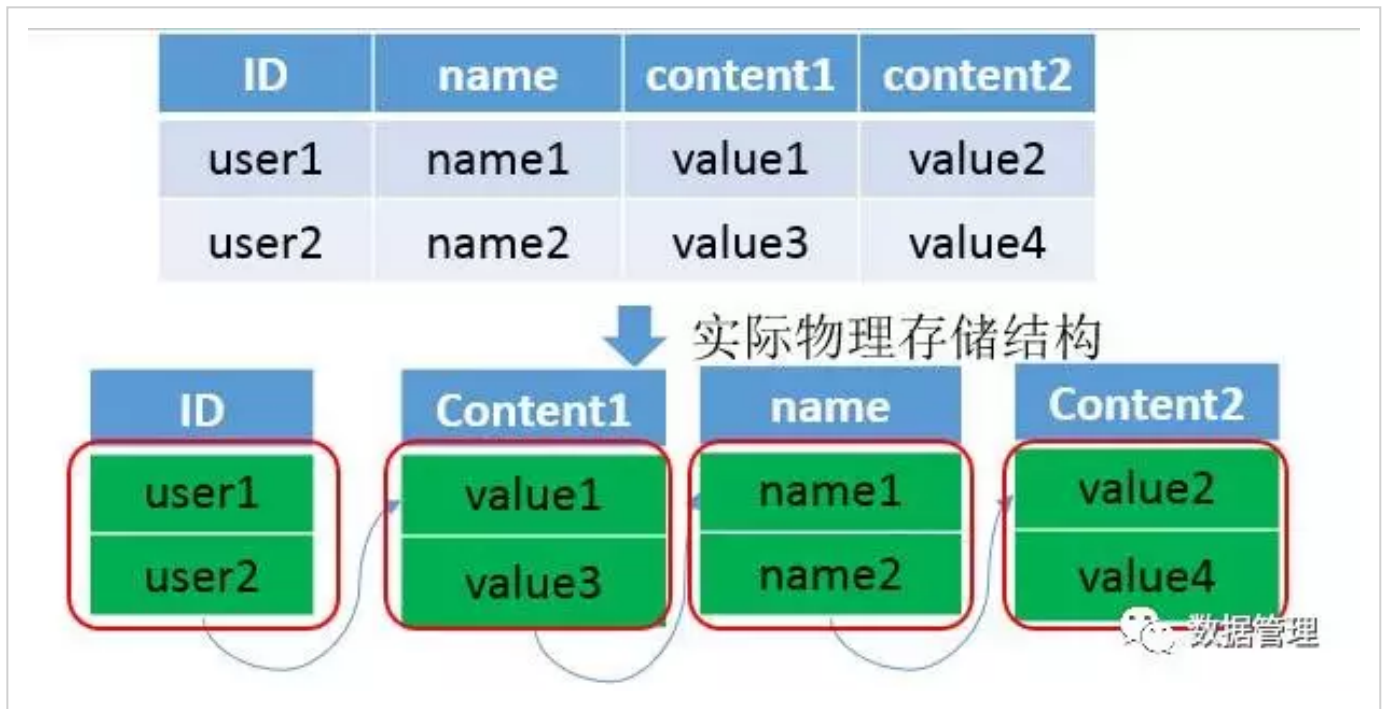 ID name content1 content2
user1 name1 value1 value2
user2 name2 value3 value4
实际物理存储结构
ID Content1 name Content2
user1 value1 name1 value2
user2 value3 name2 value4
数据管理